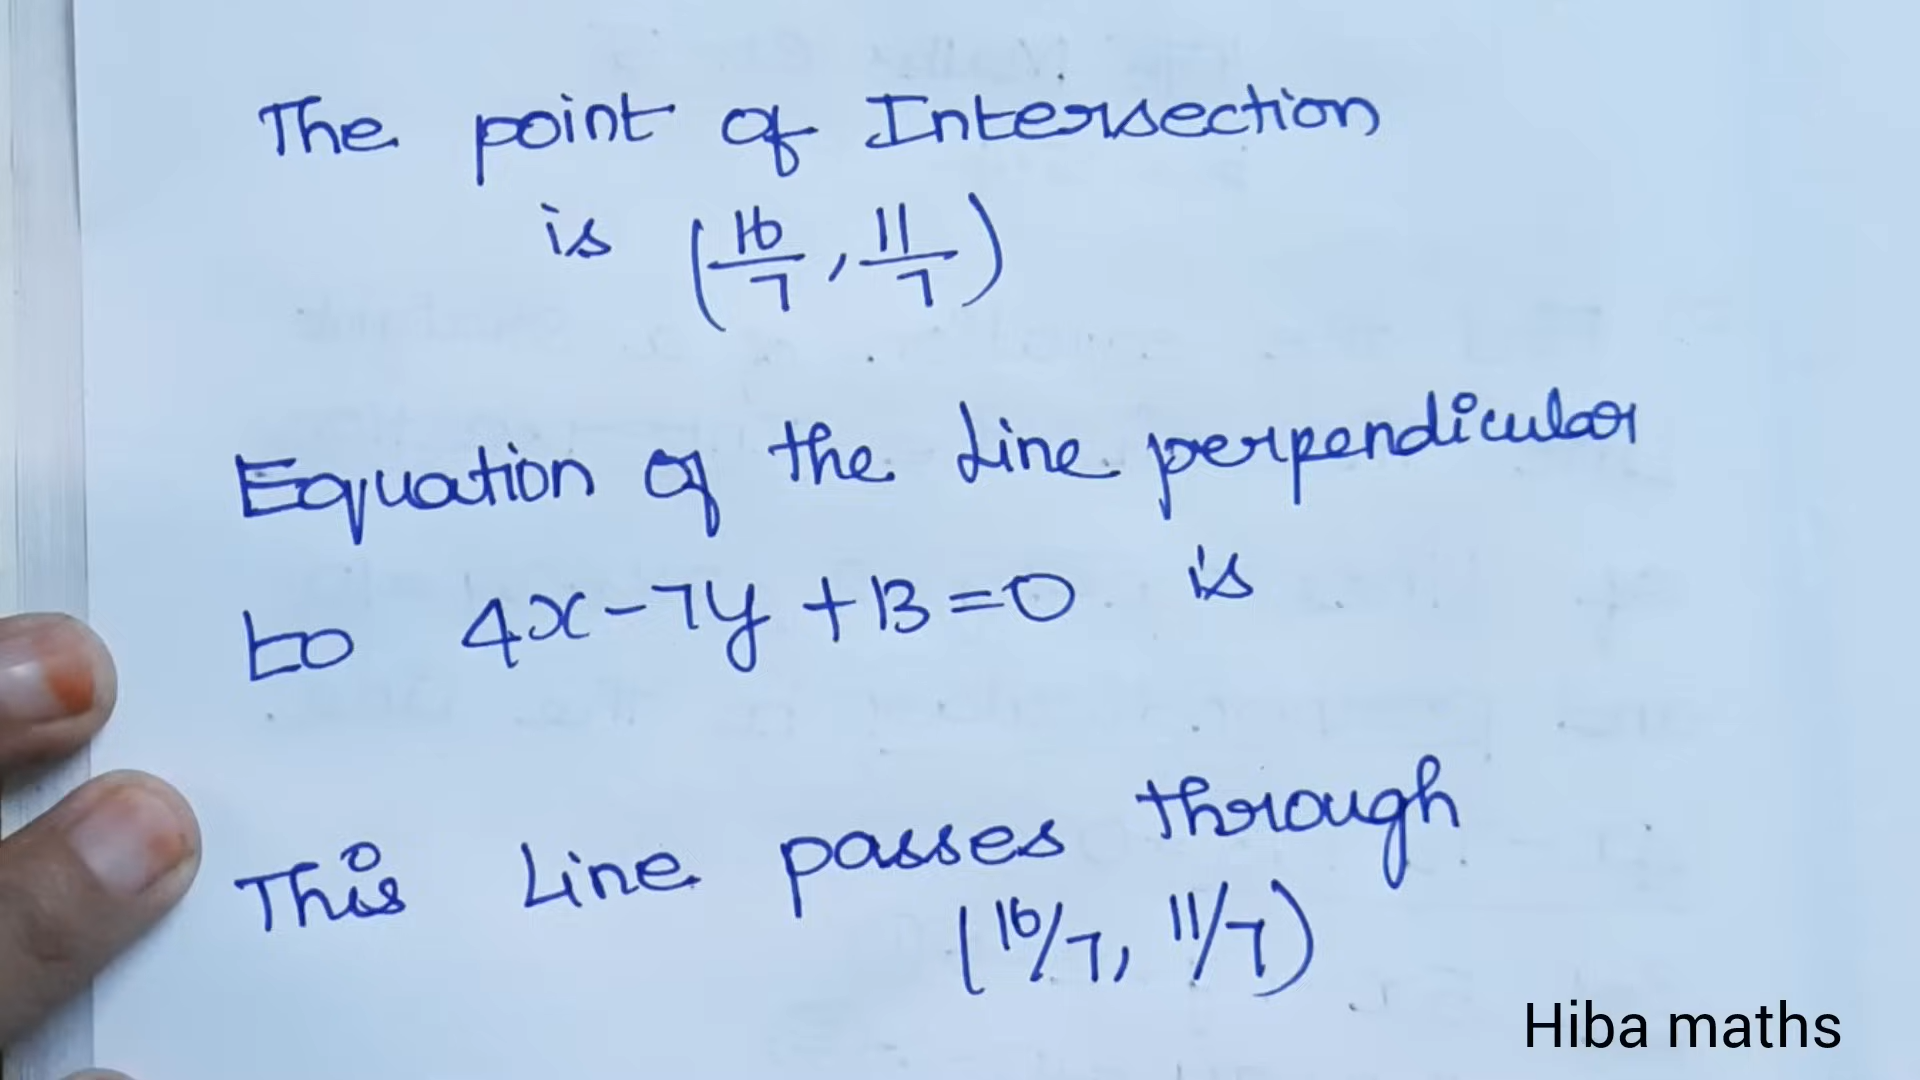 The point of Intersection
is (16/7, 11/7)
Equation of the Line perpendicular
to 4x-7y+13=0 is
This Line passes through
(16/7, 11/7)
Hiba maths